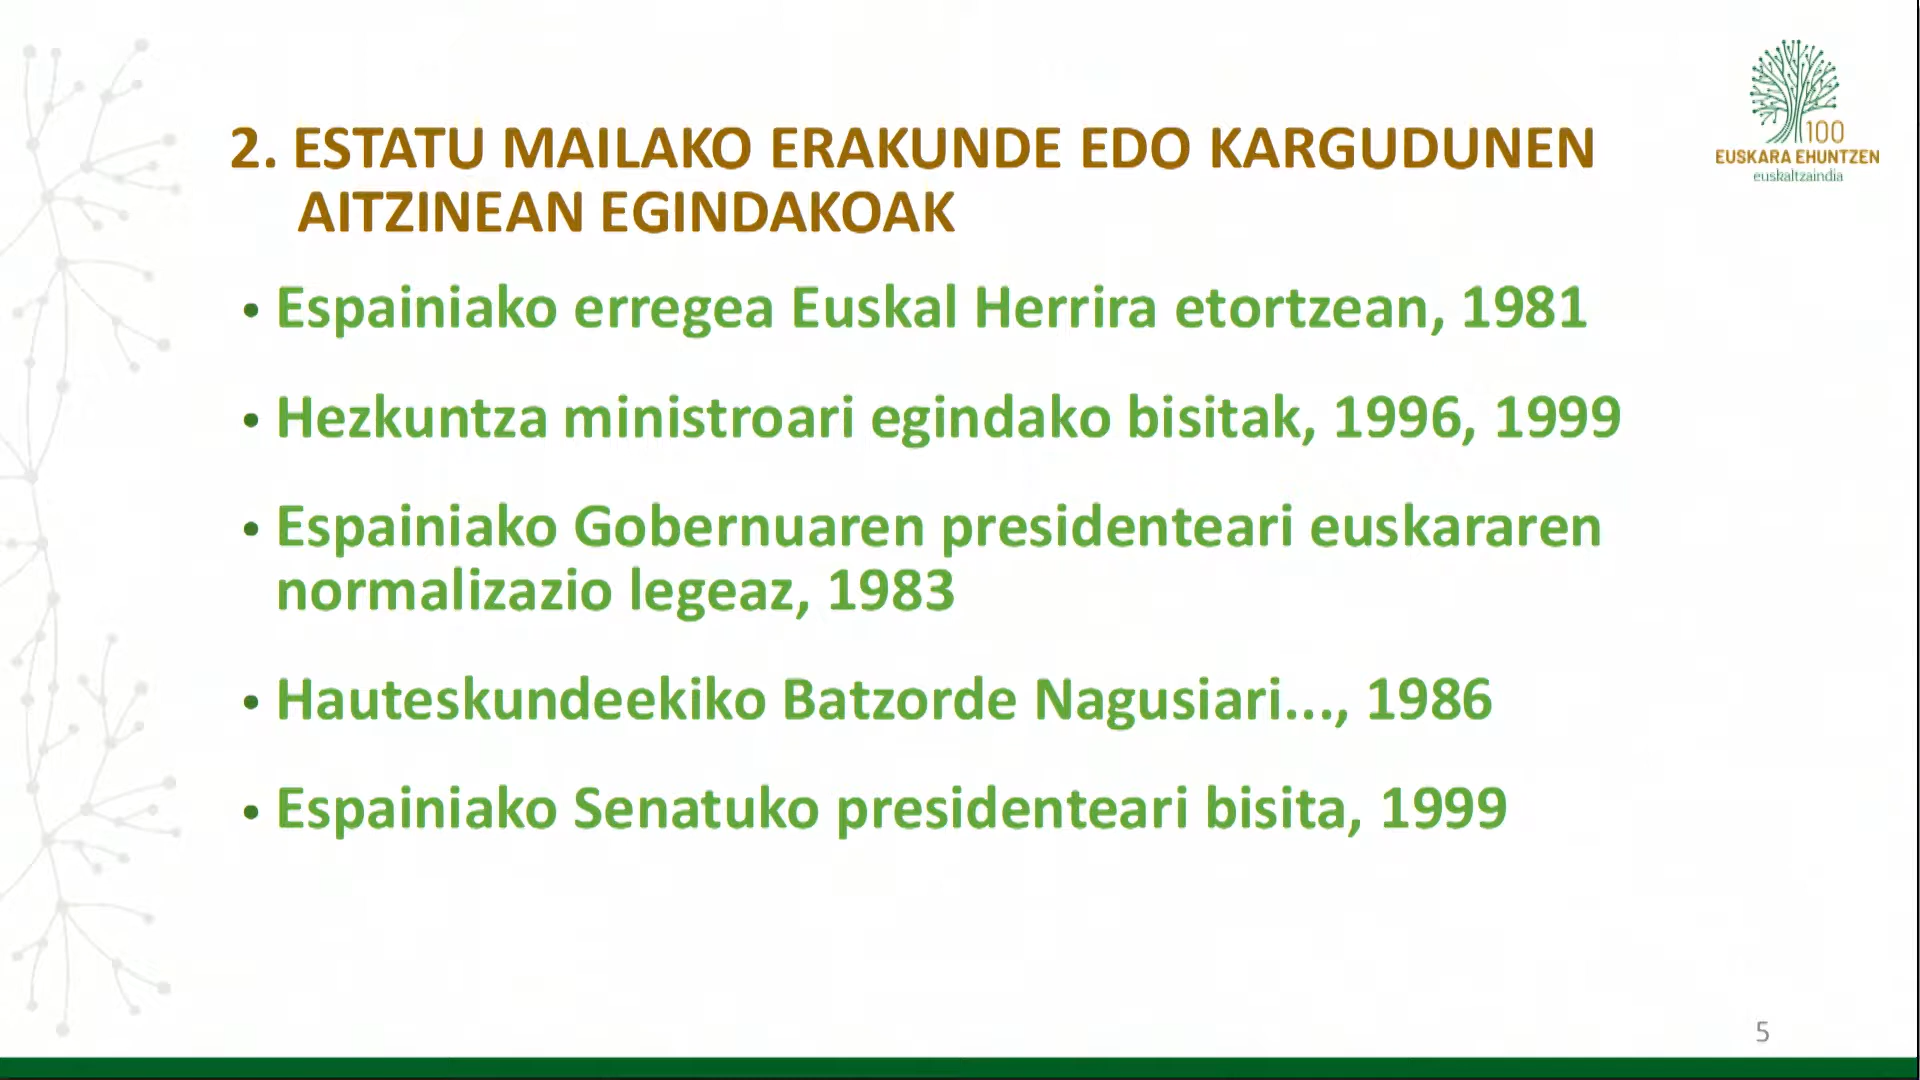 100
EUSKARA EHUNTZEN
euskaltzaindia
2. ESTATU MAILAKO ERAKUNDE EDO KARGUDUNEN
AITZINEAN EGINDAKOAK
• Espainiako erregea Euskal Herrira etortzean, 1981
• Hezkuntza ministroari egindako bisitak, 1996, 1999
• Espainiako Gobernuaren presidenteari euskararen
normalizazio legeaz, 1983
• Hauteskundeekiko Batzorde Nagusiari..., 1986
• Espainiako Senatuko presidenteari bisita, 1999
5